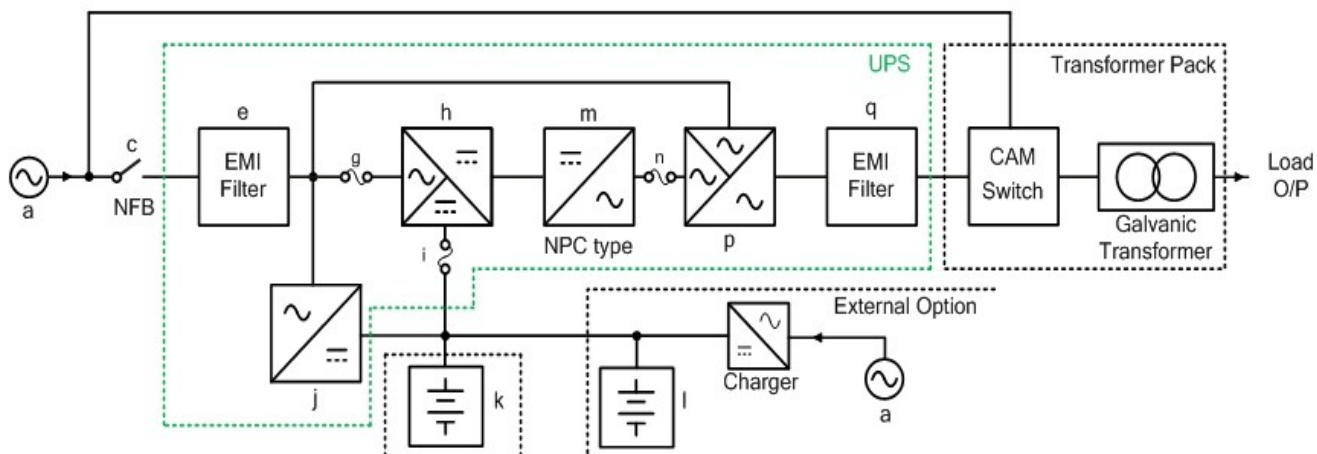 UPS
Transformer Pack
e
h
m
q
c
EMI
Filter
g
n
EMI
Filter
CAM
Switch
Load
O/P
a
NFB
i
NPC type
p
Galvanic
Transformer
External Option
j
k
l
Charger
a